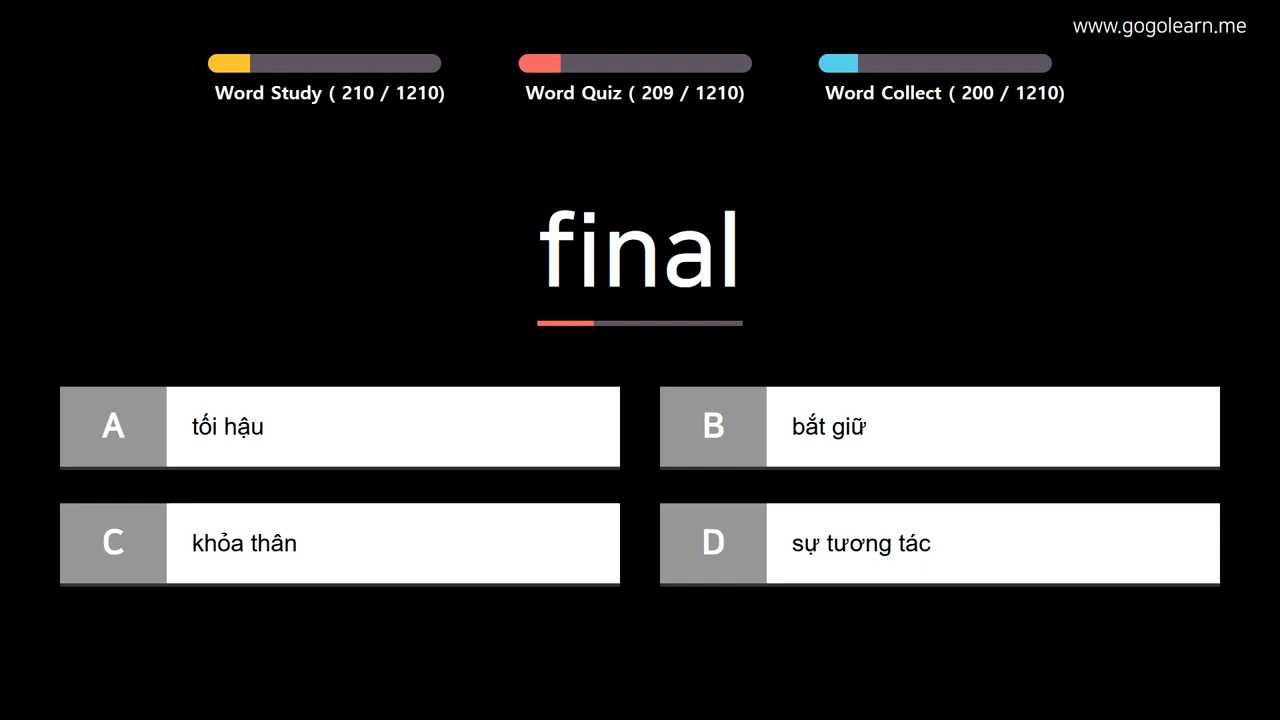 www.gogolearn.me
Word Study ( 210 / 1210)
Word Quiz ( 209 / 1210)
Word Collect ( 200 / 1210)
final
A tối hậu
B bắt giữ
C khỏa thân
D sự tương tác